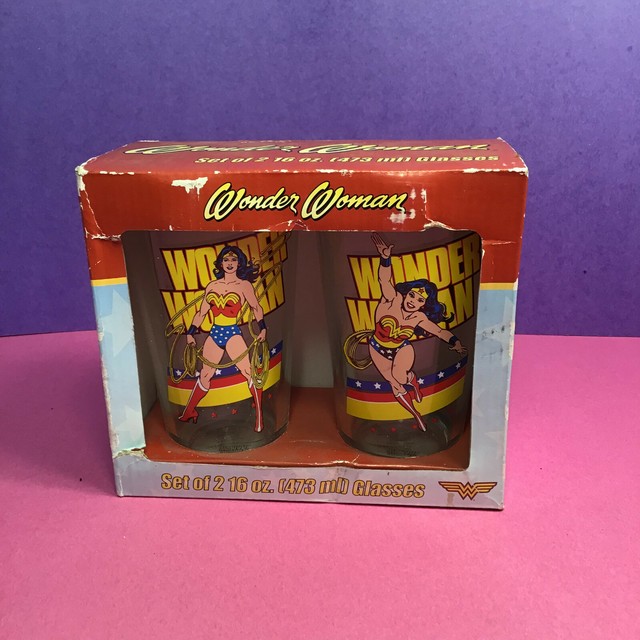 Wonder Woman
Set of 2 16 oz. (473 ml) Glasses
Wonder Woman
WONDER
WOMAN
WONDER
WOMAN
Set of 2 16 oz. (473 ml) Glasses